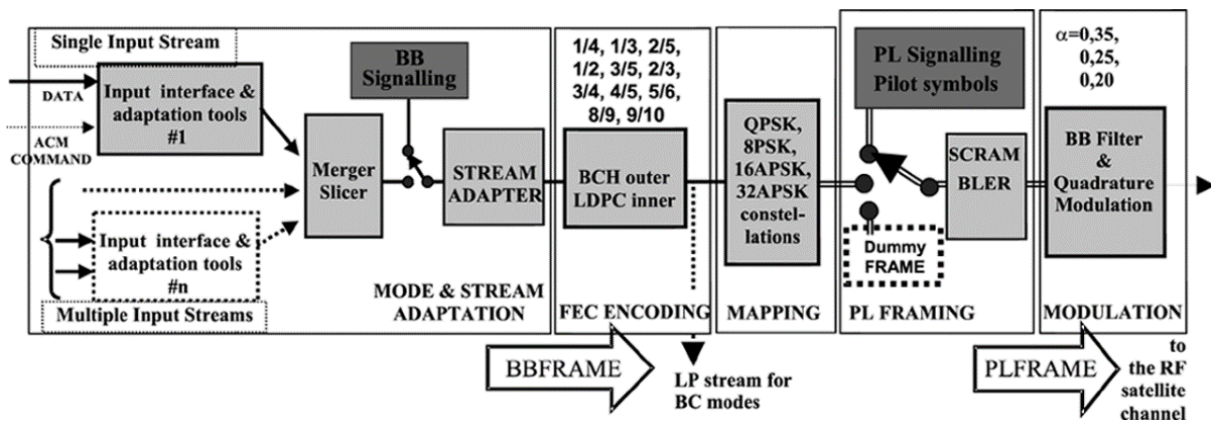 Single Input Stream
DATA
Input interface &
adaptation tools
#1
ACM
COMMAND
Input interface &
adaptation tools
#n
Multiple Input Streams
Merger
Slicer
BB
Signalling
STREAM
ADAPTER
MODE & STREAM
ADAPTATION
1/4, 1/3, 2/5,
1/2, 3/5, 2/3,
3/4, 4/5, 5/6,
8/9, 9/10
BCH outer
LDPC inner
FEC ENCODING
BBFRAME
LP stream for
BC modes
QPSK,
8PSK,
16APSK,
32APSK
constel-
lations
MAPPING
PL Signalling
Pilot symbols
SCRAM
BLER
Dummy
FRAME
PL FRAMING
α=0,35,
0,25,
0,20
BB Filter
&
Quadrature
Modulation
MODULATION
PLFRAME
to
the RF
satellite
channel